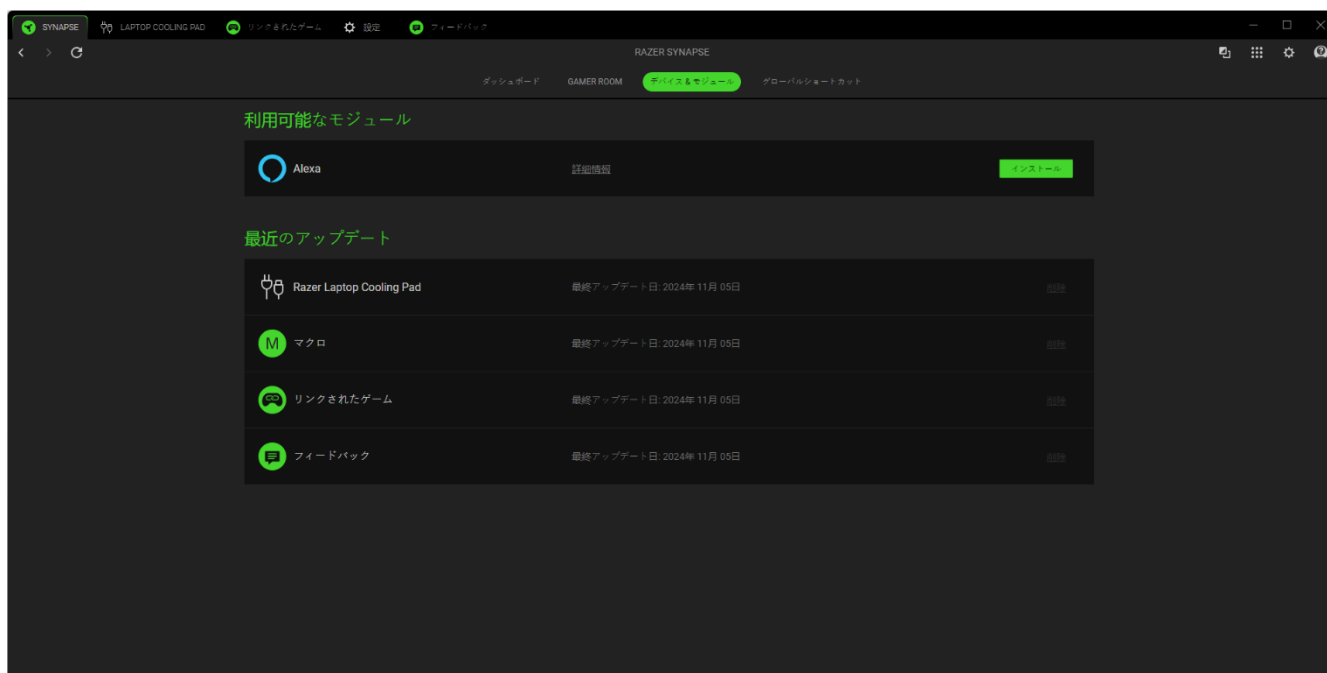 SYNAPSE LAPTOP COOLING PAD リンクされたゲーム 設定 フィードバック
RAZER SYNAPSE
ダッシュボード GAMER ROOM デバイス & モジュール グローバルショートカット
利用可能なモジュール
Alexa 詳細情報 インストール
最近のアップデート
Razer Laptop Cooling Pad 最終アップデート日: 2024年 11月 05日 削除
M マクロ 最終アップデート日: 2024年 11月 05日 削除
リンクされたゲーム 最終アップデート日: 2024年 11月 05日 削除
フィードバック 最終アップデート日: 2024年 11月 05日 削除